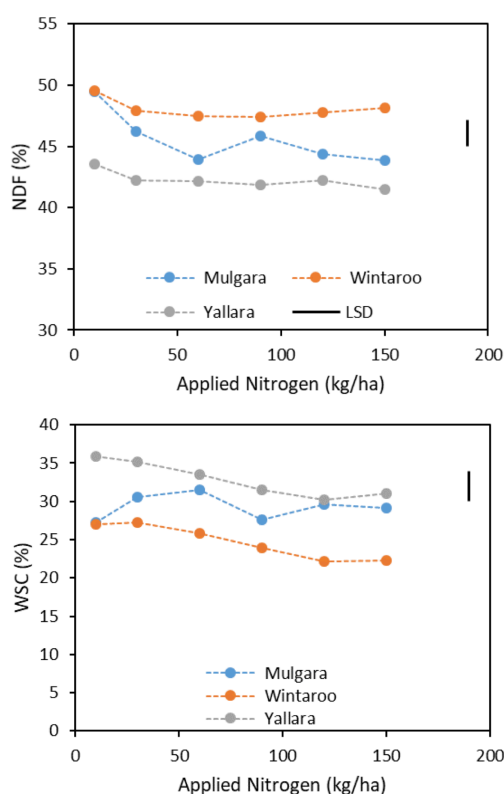 55
50
45
40
35
30
NDF (%)
Mulgara
Wintaroo
Yallara
LSD
0 50 100 150 200
Applied Nitrogen (kg/ha)
40
35
30
25
20
15
10
5
0
WSC (%)
Mulgara
Wintaroo
Yallara
0 50 100 150 200
Applied Nitrogen (kg/ha)